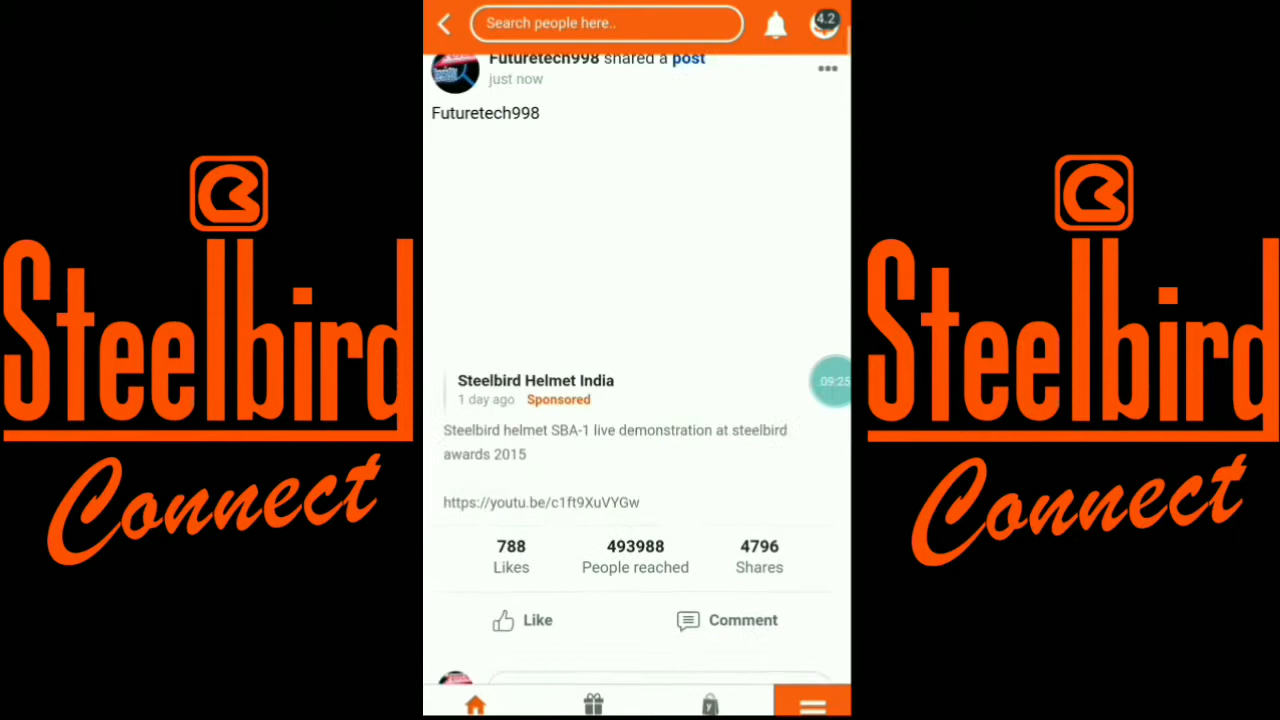 Steelbird
Connect
Search people here..
4.2
Futuretech998 shared a post
just now
Futuretech998
Steelbird Helmet India
1 day ago Sponsored
09:25
Steelbird helmet SBA-1 live demonstration at steelbird
awards 2015
https://youtu.be/c1ft9XuVYGw
788 493988 4796
Likes People reached Shares
Like Comment
Steelbird
Connect